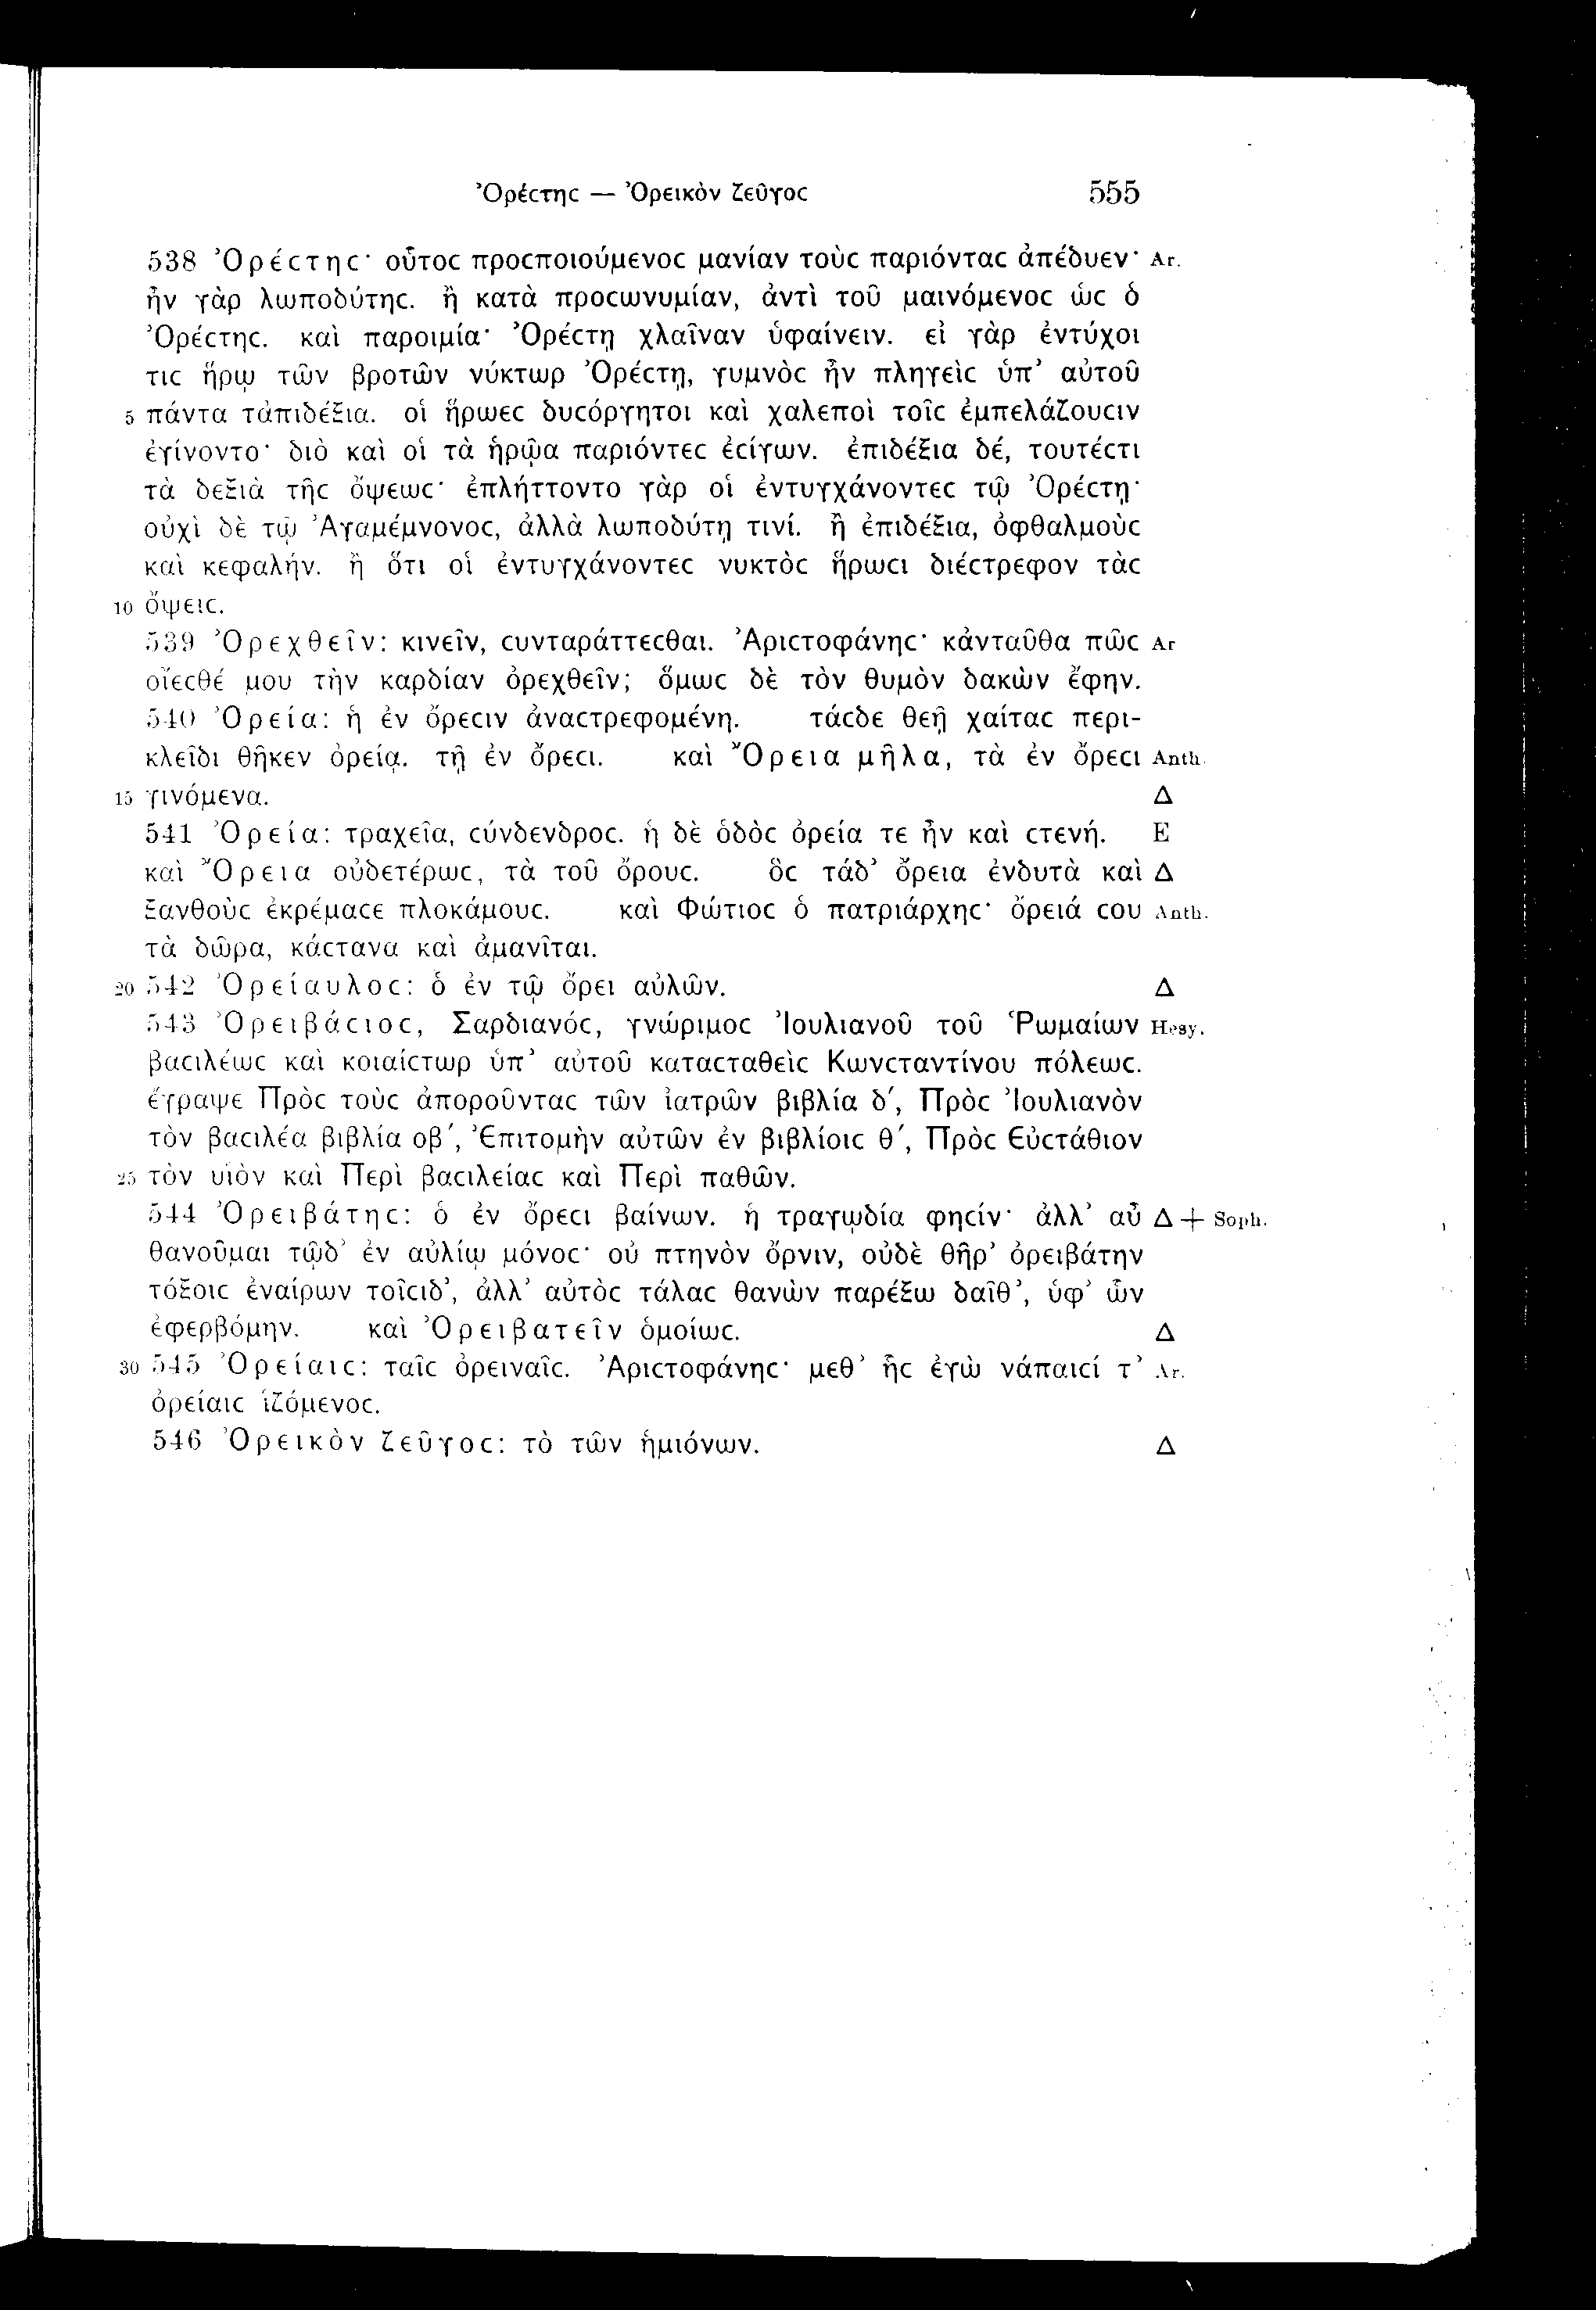 Ὀρέϲτηϲ — Ὀρεικὸν ζεῦγοϲ 555
538 Ὀρέϲτηϲ· οὗτοϲ προϲποιούμενοϲ μανίαν τοὺϲ παριόνταϲ ἀπέδυεν· Ar.
ἦν γὰρ λωποδύτηϲ. ἢ κατὰ προϲωνυμίαν, ἀντὶ τοῦ μαινόμενοϲ ὡϲ ὁ
Ὀρέϲτηϲ. καὶ παροιμία· Ὀρέϲτῃ χλαῖναν ὑφαίνειν. εἰ γὰρ ἐντύχοι
τιϲ ἥρῳ τῶν βροτῶν νύκτωρ Ὀρέϲτῃ, γυμνὸϲ ἦν πληγεὶϲ ὑπ’ αὐτοῦ
5 πάντα τἀπιδέξια. οἱ ἥρωεϲ δυϲόργητοι καὶ χαλεποὶ τοῖϲ ἐμπελάζουϲιν
ἐγίνοντο· διὸ καὶ οἱ τὰ ἡρῷα παριόντεϲ ἐϲίγων. ἐπιδέξια δέ, τουτέϲτι
τὰ δεξιὰ τῆϲ ὄψεωϲ· ἐπλήττοντο γὰρ οἱ ἐντυγχάνοντεϲ τῷ Ὀρέϲτῃ·
οὐχὶ δὲ τῷ Ἀγαμέμνονοϲ, ἀλλὰ λωποδύτῃ τινί. ἢ ἐπιδέξια, ὀφθαλμοὺϲ
καὶ κεφαλήν. ἢ ὅτι οἱ ἐντυγχάνοντεϲ νυκτὸϲ ἥρωϲι διέϲτρεφον τὰϲ
10 ὄψειϲ.
539 Ὀρεχθεῖν: κινεῖν, ϲυνταράττεϲθαι. Ἀριϲτοφάνηϲ· κἀνταῦθα πῶϲ Ar
οἴεϲθέ μου τὴν καρδίαν ὀρεχθεῖν; ὅμωϲ δὲ τὸν θυμὸν δακὼν ἔφην.
540 Ὀρεία: ἡ ἐν ὄρεϲιν ἀναϲτρεφομένη. τάϲδε θεῇ χαίταϲ περι-
κλεῖδι θῆκεν ὀρείᾳ. τῇ ἐν ὄρεϲι. καὶ Ὄρεια μῆλα, τὰ ἐν ὄρεϲι Anth.
15 γινόμενα. Δ
541 Ὀρεία: τραχεῖα, ϲύνδενδροϲ. ἡ δὲ ὁδὸϲ ὀρεία τε ἦν καὶ ϲτενή. E
καὶ Ὄρεια οὐδετέρωϲ, τὰ τοῦ ὄρουϲ. ὃϲ τάδ’ ὄρεια ἐνδυτὰ καὶ Δ
ξανθοὺϲ ἐκρέμαϲε πλοκάμουϲ. καὶ Φώτιοϲ ὁ πατριάρχηϲ· ὄρειά ϲου Anth.
τὰ δῶρα, κάϲτανα καὶ ἀμανῖται.
20 542 Ὀρείαυλοϲ: ὁ ἐν τῷ ὄρει αὐλῶν. Δ
543 Ὀρειβάϲιοϲ, Σαρδιανόϲ, γνώριμοϲ Ἰουλιανοῦ τοῦ Ῥωμαίων Hesy.
βαϲιλέωϲ καὶ κοιαίϲτωρ ὑπ’ αὐτοῦ καταϲταθεὶϲ Κωνϲταντίνου πόλεωϲ.
ἔγραψε Πρὸϲ τοὺϲ ἀποροῦνταϲ τῶν ἰατρῶν βιβλία δʹ, Πρὸϲ Ἰουλιανὸν
τὸν βαϲιλέα βιβλία οβʹ, Ἐπιτομὴν αὐτῶν ἐν βιβλίοιϲ θʹ, Πρὸϲ Εὐϲτάθιον
25 τὸν υἱὸν καὶ Περὶ βαϲιλείαϲ καὶ Περὶ παθῶν.
544 Ὀρειβάτηϲ: ὁ ἐν ὄρεϲι βαίνων. ἡ τραγῳδία φηϲίν· ἀλλ’ αὖ Δ + Soph.
θανοῦμαι τῷδ’ ἐν αὐλίῳ μόνοϲ· οὐ πτηνὸν ὄρνιν, οὐδὲ θῆρ’ ὀρειβάτην
τόξοιϲ ἐναίρων τοῖϲιδ’, ἀλλ’ αὐτὸϲ τάλαϲ θανὼν παρέξω δαῖθ’, ὑφ’ ὧν
ἐφερβόμην. καὶ Ὀρειβατεῖν ὁμοίωϲ. Δ
30 545 Ὀρείαιϲ: ταῖϲ ὀρειναῖϲ. Ἀριϲτοφάνηϲ· μεθ’ ἧϲ ἐγὼ νάπαιϲί τ’ Ar.
ὀρείαιϲ ἱζόμενοϲ.
546 Ὀρεικὸν ζεῦγοϲ: τὸ τῶν ἡμιόνων. Δ